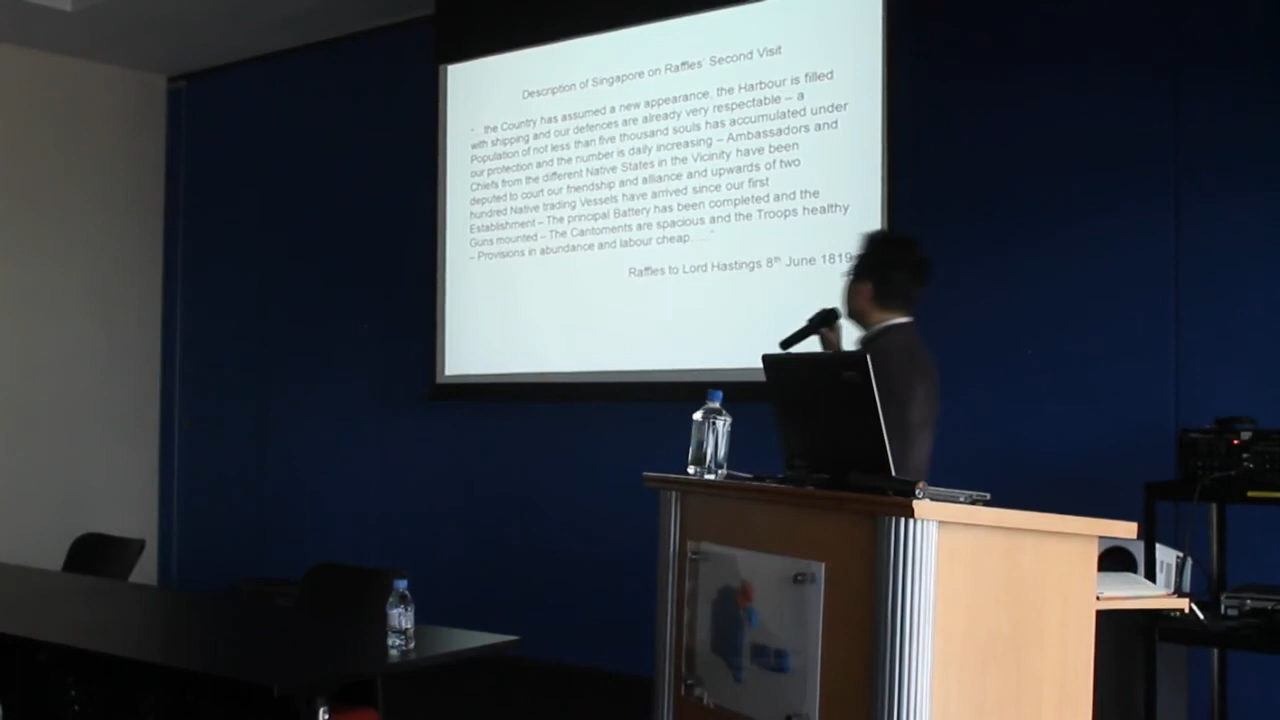 Description of Singapore on Raffles' Second Visit
"… the Country has assumed a new appearance, the Harbour is filled
with shipping and our defences are already very respectable – a
Population of not less than five thousand souls has accumulated under
our protection and the number is daily increasing – Ambassadors and
Chiefs from the different Native States in the Vicinity have been
deputed to court our friendship and alliance and upwards of two
hundred Native trading Vessels have arrived since our first
Establishment – The principal Battery has been completed and the
Guns mounted – The Cantoments are spacious and the Troops healthy
– Provisions in abundance and labour cheap….."
Raffles to Lord Hastings 8th June 1819